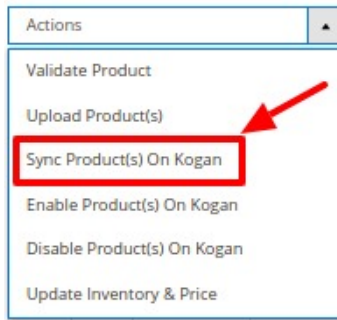 Actions
Validate Product
Upload Product(s)
Sync Product(s) On Kogan
Enable Product(s) On Kogan
Disable Product(s) On Kogan
Update Inventory & Price